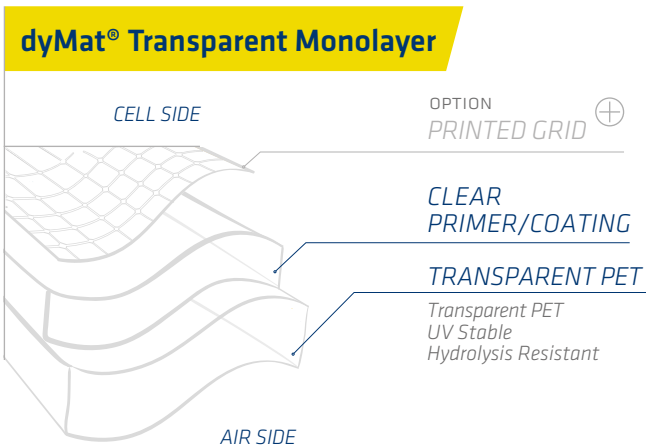 dyMat® Transparent Monolayer
CELL SIDE
OPTION
PRINTED GRID
CLEAR
PRIMER/COATING
TRANSPARENT PET
Transparent PET
UV Stable
Hydrolysis Resistant
AIR SIDE